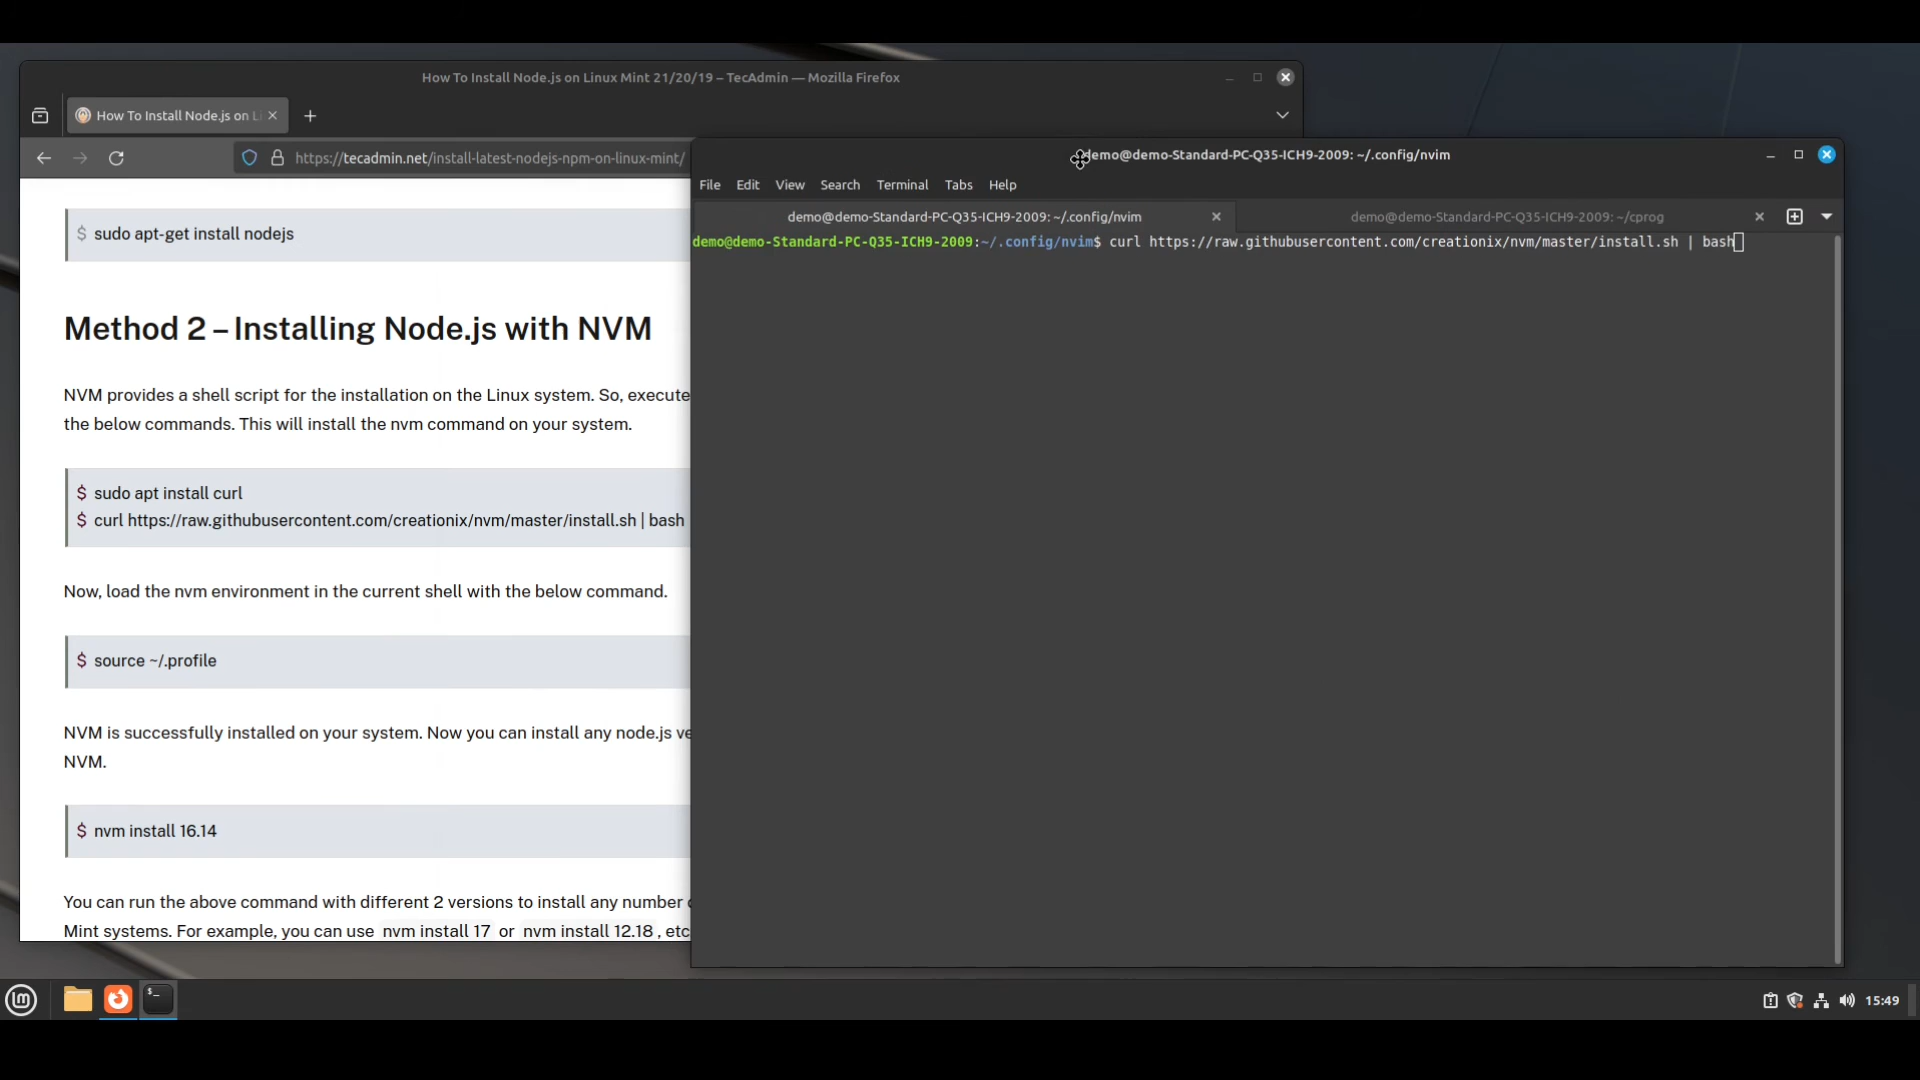 How To Install Node.js on Linux Mint 21/20/19 – TecAdmin — Mozilla Firefox
How To Install Node.js on Li
https://tecadmin.net/install-latest-nodejs-npm-on-linux-mint/
$ sudo apt-get install nodejs
Method 2 – Installing Node.js with NVM
NVM provides a shell script for the installation on the Linux system. So, execute
the below commands. This will install the nvm command on your system.
$ sudo apt install curl
$ curl https://raw.githubusercontent.com/creationix/nvm/master/install.sh | bash
Now, load the nvm environment in the current shell with the below command.
$ source ~/.profile
NVM is successfully installed on your system. Now you can install any node.js ve
NVM.
$ nvm install 16.14
You can run the above command with different 2 versions to install any number
Mint systems. For example, you can use nvm install 17 or nvm install 12.18 , etc
demo@demo-Standard-PC-Q35-ICH9-2009: ~/.config/nvim
File Edit View Search Terminal Tabs Help
demo@demo-Standard-PC-Q35-ICH9-2009: ~/.config/nvim
demo@demo-Standard-PC-Q35-ICH9-2009: ~/cprog
demo@demo-Standard-PC-Q35-ICH9-2009:~/.config/nvim$ curl https://raw.githubusercontent.com/creationix/nvm/master/install.sh | bash
15:49